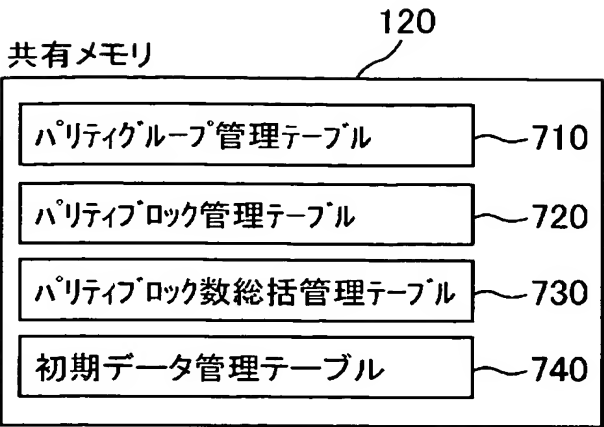 120
共有メモリ
パリティグループ管理テーブル 710
パリティブロック管理テーブル 720
パリティブロック数総括管理テーブル 730
初期データ管理テーブル 740